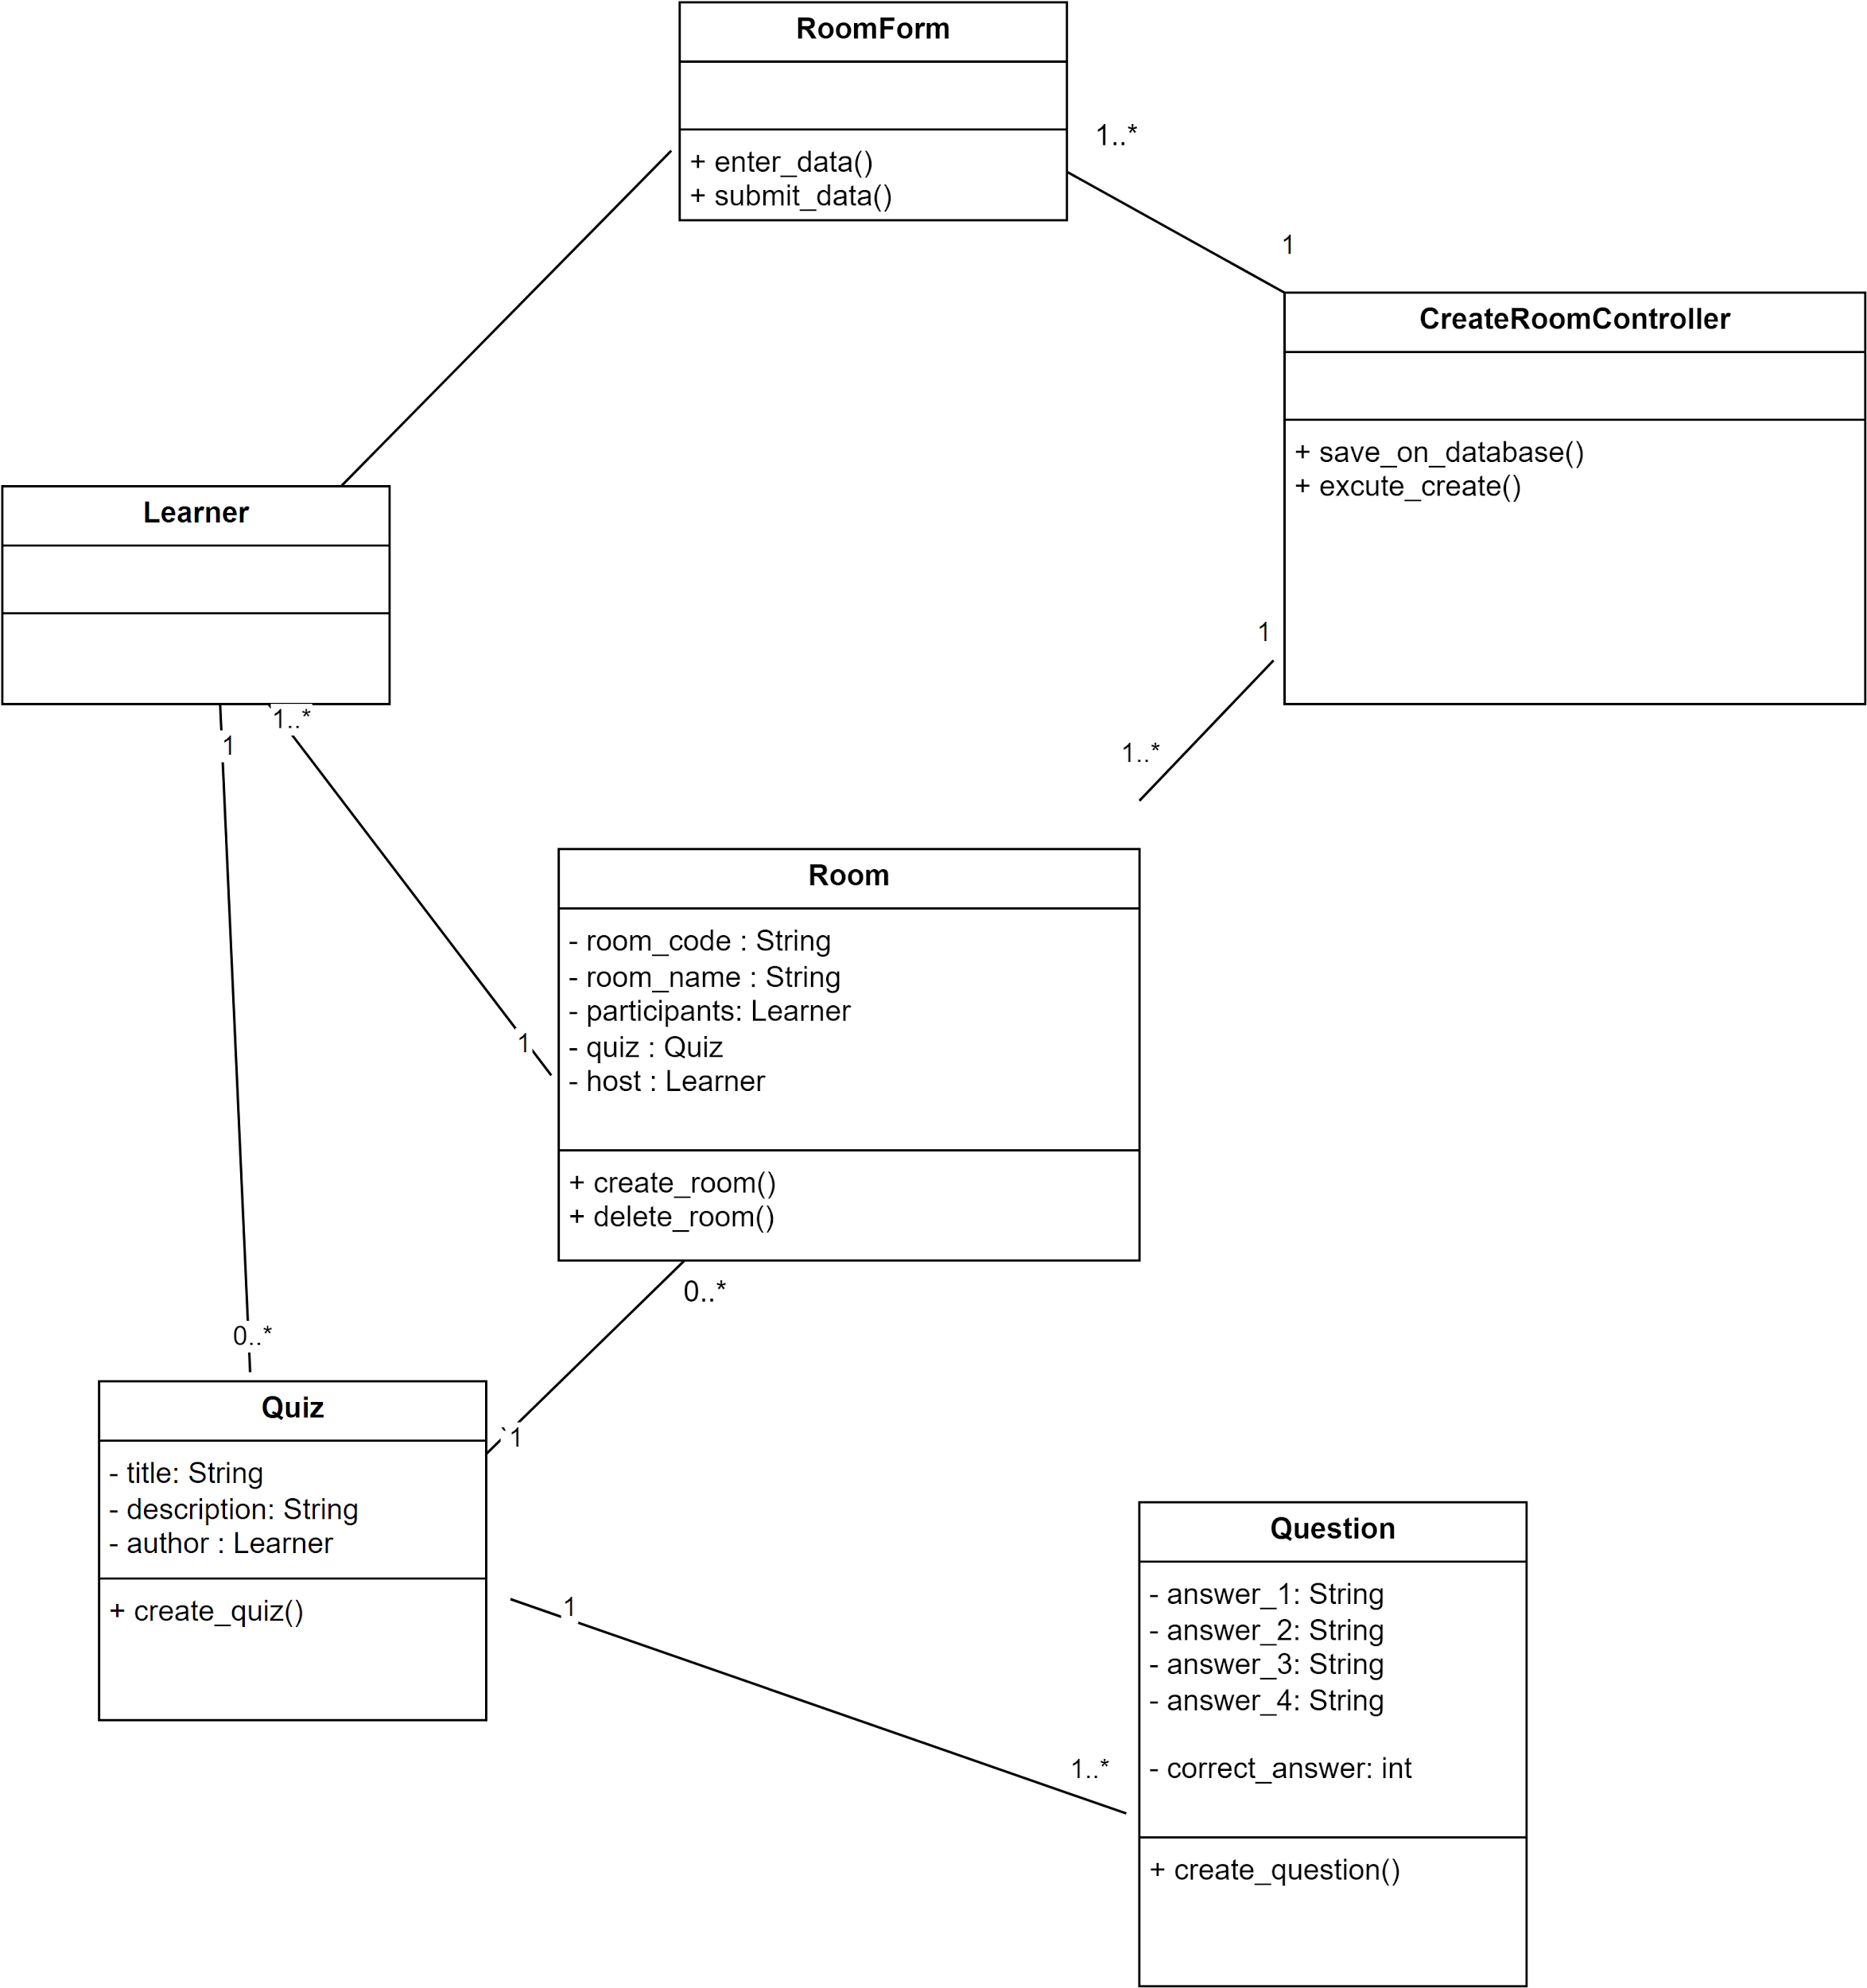 RoomForm
+ enter_data()
+ submit_data()
1..*
1
CreateRoomController
+ save_on_database()
+ excute_create()
1
1..*
Learner
1
1..*
1
0..*
Room
- room_code : String
- room_name : String
- participants: Learner
- quiz : Quiz
- host : Learner
+ create_room()
+ delete_room()
0..*
`1
Quiz
- title: String
- description: String
- author : Learner
+ create_quiz()
1
1..*
Question
- answer_1: String
- answer_2: String
- answer_3: String
- answer_4: String
- correct_answer: int
+ create_question()